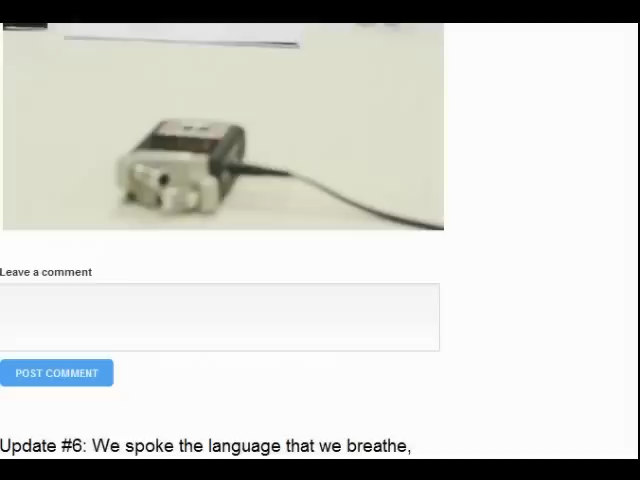 Leave a comment
POST COMMENT
Update #6: We spoke the language that we breathe,